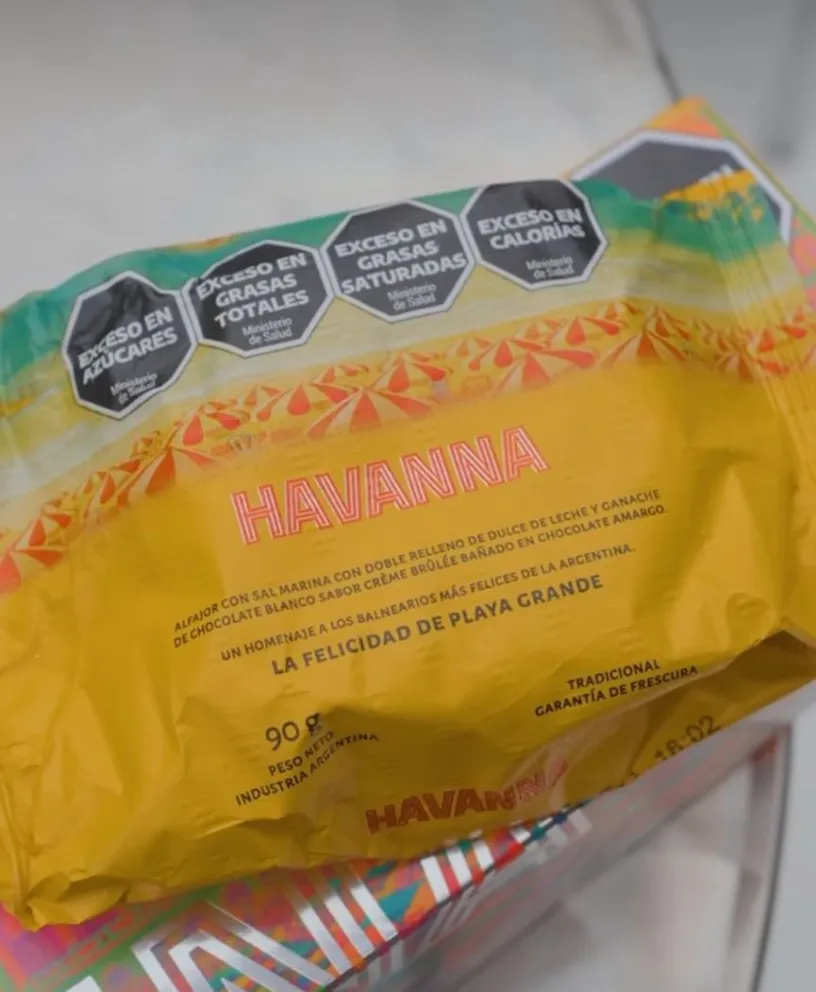 EXCESO EN
AZÚCARES
Ministerio
de Salud
EXCESO EN
GRASAS
TOTALES
Ministerio
de Salud
EXCESO EN
GRASAS
SATURADAS
Ministerio
de Salud
EXCESO EN
CALORÍAS
Ministerio
de Salud
HAVANNA
ALFAJOR CON SAL MARINA CON DOBLE RELLENO DE DULCE DE LECHE Y GANACHE
DE CHOCOLATE BLANCO SABOR CRÈME BRÛLÉE BAÑADO EN CHOCOLATE AMARGO.
UN HOMENAJE A LOS BALNEARIOS MÁS FELICES DE LA ARGENTINA.
LA FELICIDAD DE PLAYA GRANDE
90 g
PESO NETO
INDUSTRIA ARGENTINA
TRADICIONAL
GARANTÍA DE FRESCURA
HAVANNA